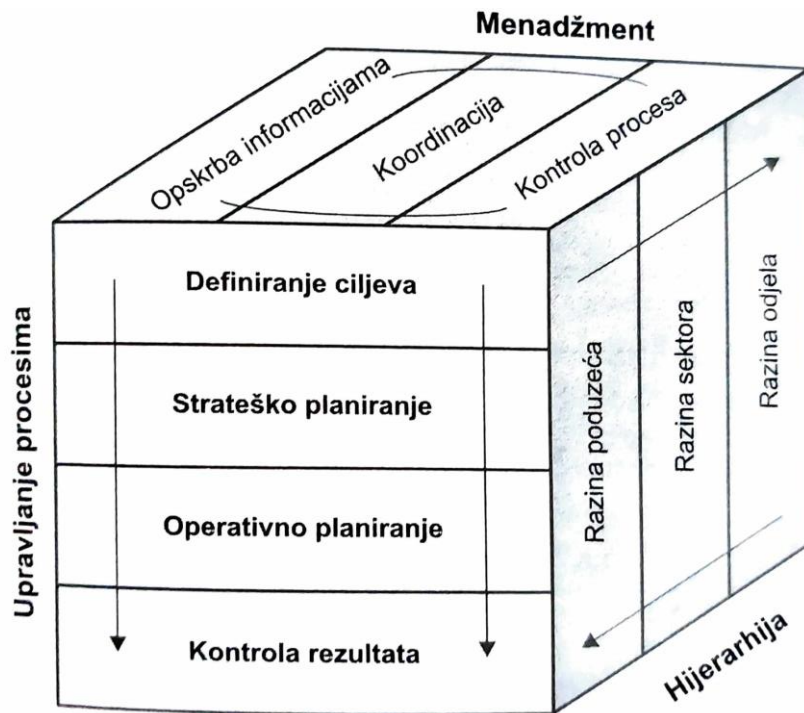 Menadžment
Opskrba informacijama
Koordinacija
Kontrola procesa
Upravljanje procesima
Definiranje ciljeva
Strateško planiranje
Operativno planiranje
Kontrola rezultata
Razina poduzeća
Razina sektora
Razina odjela
Hijerarhija